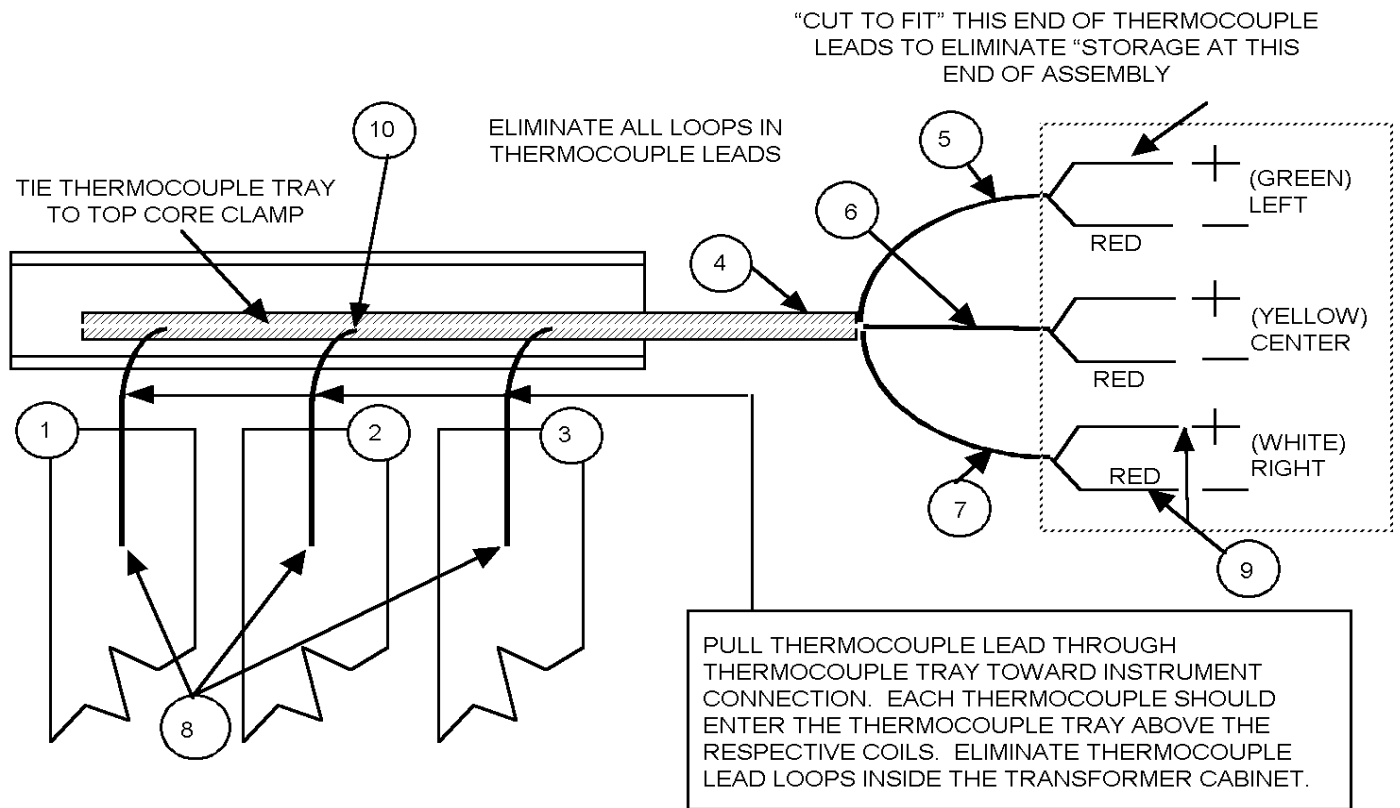 “CUT TO FIT” THIS END OF THERMOCOUPLE
LEADS TO ELIMINATE “STORAGE AT THIS
END OF ASSEMBLY
10
ELIMINATE ALL LOOPS IN
THERMOCOUPLE LEADS
TIE THERMOCOUPLE TRAY
TO TOP CORE CLAMP
5
6
4
+
(GREEN)
LEFT
RED
—
+
(YELLOW)
CENTER
RED
—
+
(WHITE)
RIGHT
RED
—
1
2
3
7
8
9
PULL THERMOCOUPLE LEAD THROUGH
THERMOCOUPLE TRAY TOWARD INSTRUMENT
CONNECTION. EACH THERMOCOUPLE SHOULD
ENTER THE THERMOCOUPLE TRAY ABOVE THE
RESPECTIVE COILS. ELIMINATE THERMOCOUPLE
LEAD LOOPS INSIDE THE TRANSFORMER CABINET.